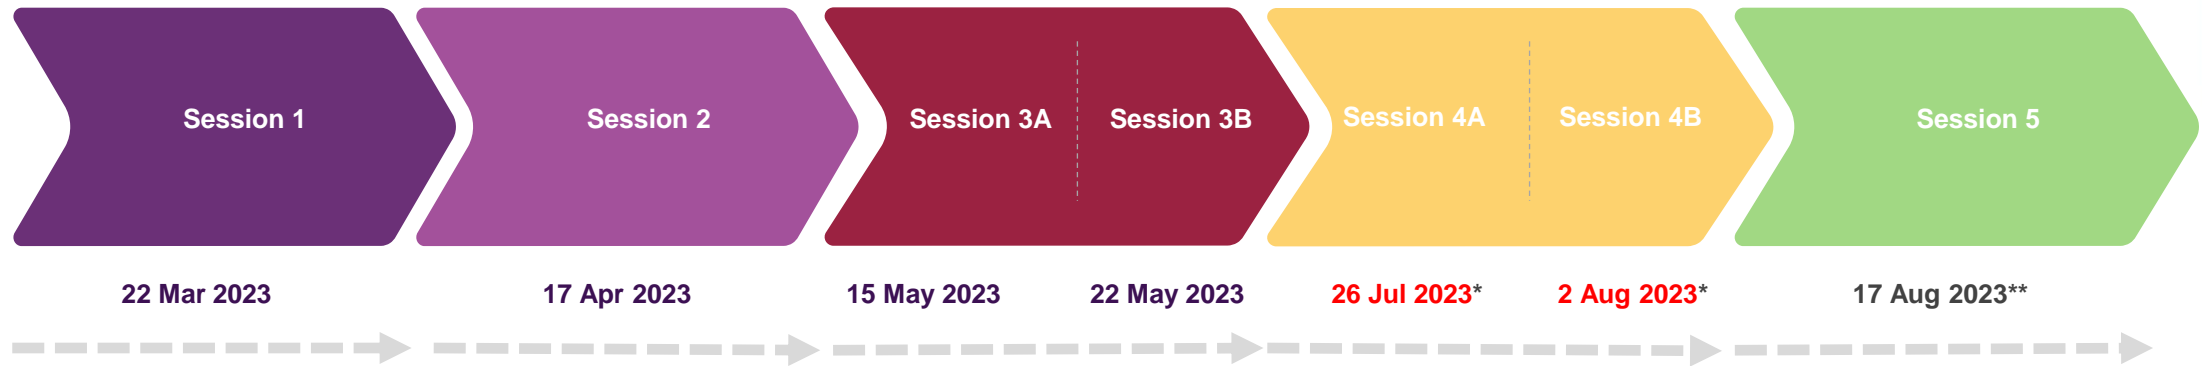 Session 1
Session 2
Session 3A
Session 3B
Session 4A
Session 4B
Session 5
22 Mar 2023
17 Apr 2023
15 May 2023
22 May 2023
26 Jul 2023*
2 Aug 2023*
17 Aug 2023**